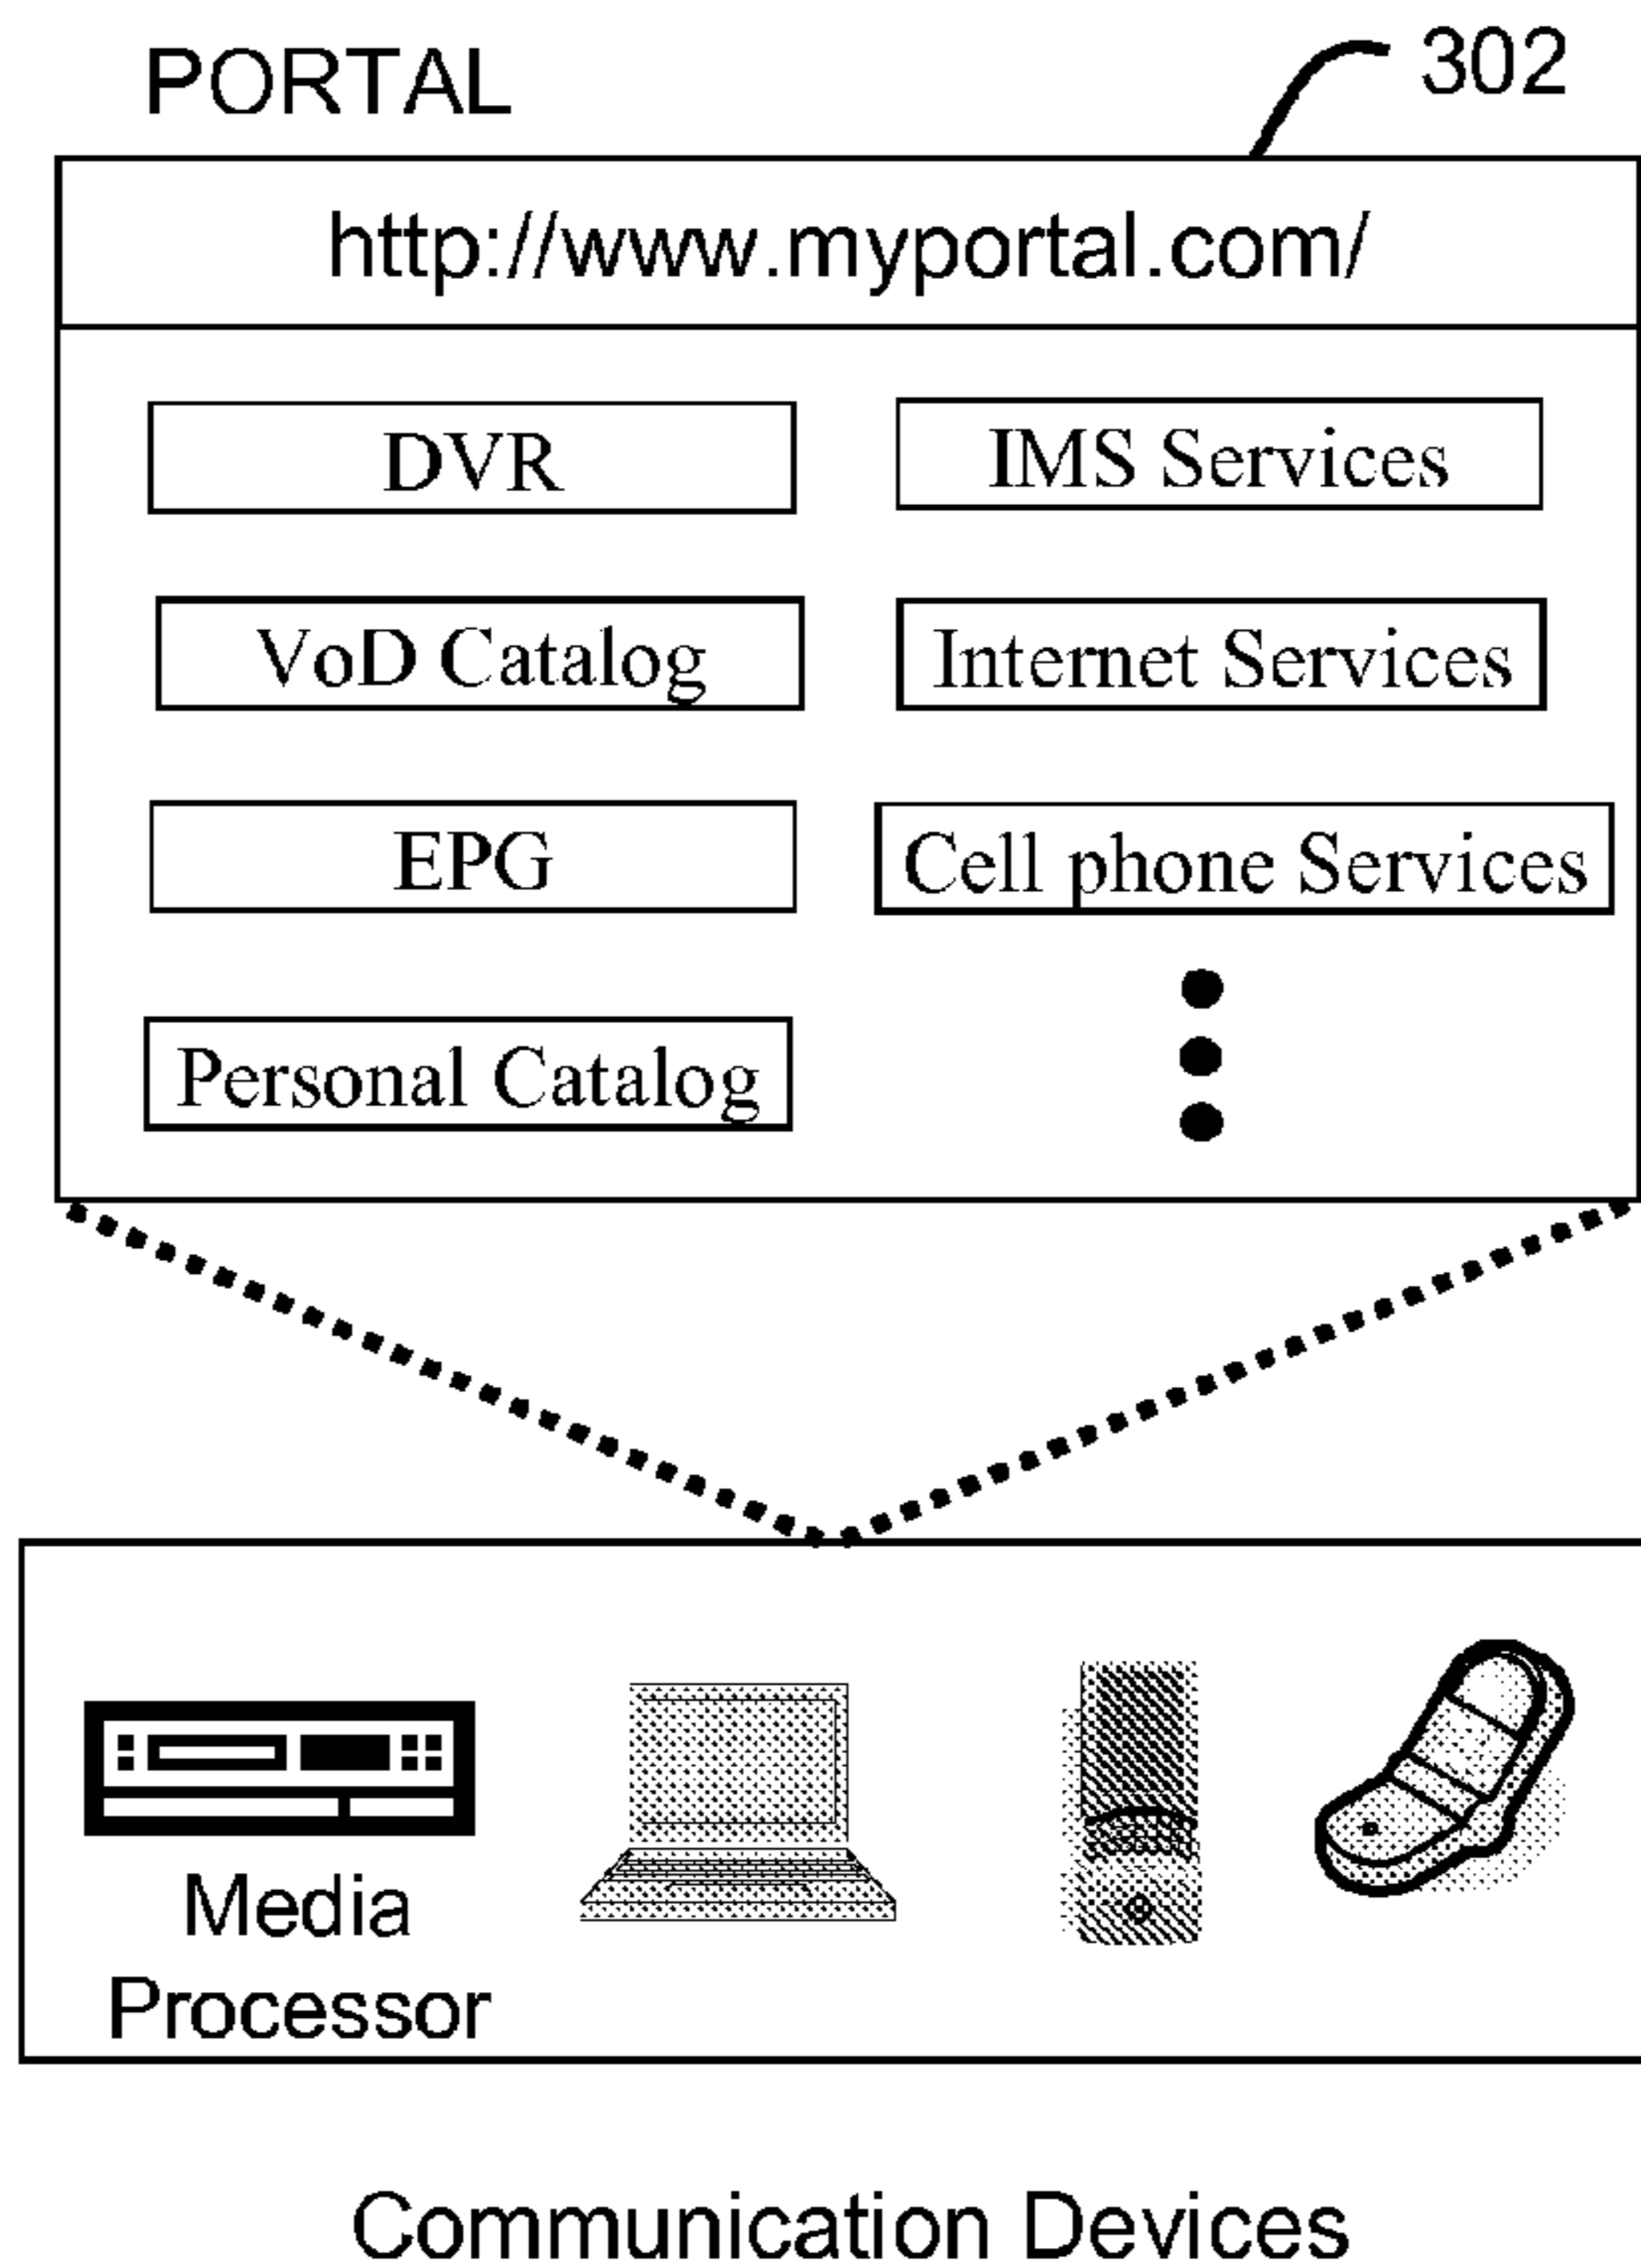 PORTAL
302
http://www.myportal.com/
DVR
IMS Services
VoD Catalog
Internet Services
EPG
Cell phone Services
Personal Catalog
Media
Processor
Communication Devices